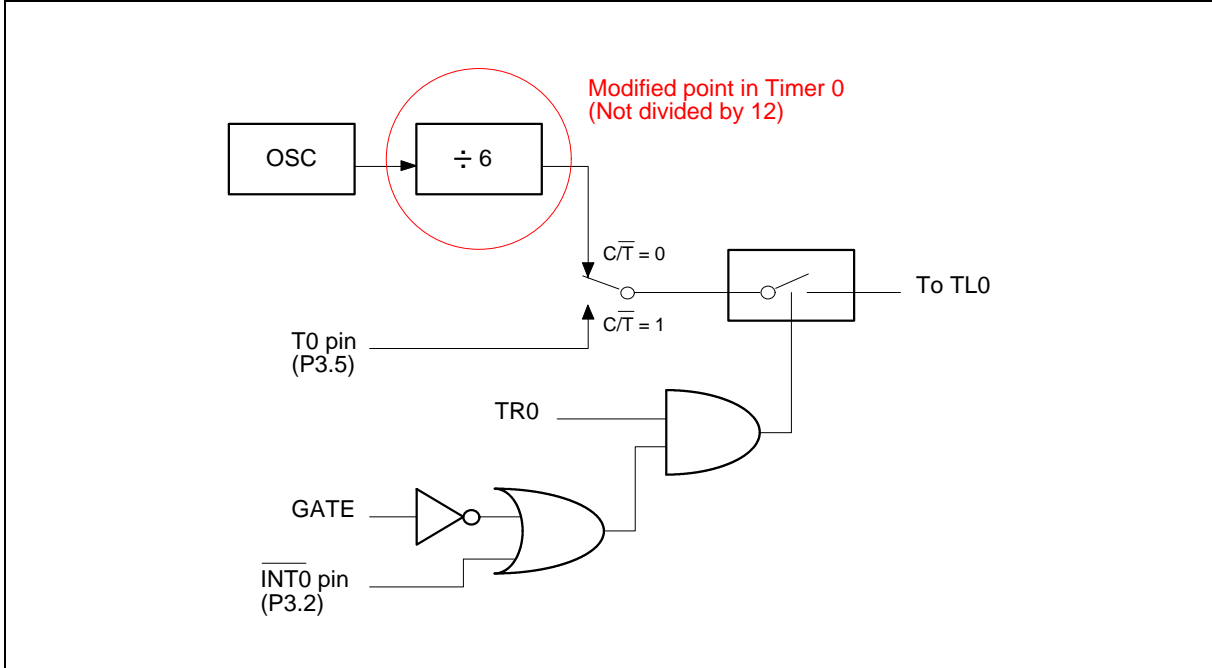 Modified point in Timer 0
(Not divided by 12)
OSC
÷ 6
C/T̅ = 0
To TL0
C/T̅ = 1
T0 pin
(P3.5)
TR0
GATE
I̅N̅T̅0̅ pin
(P3.2)